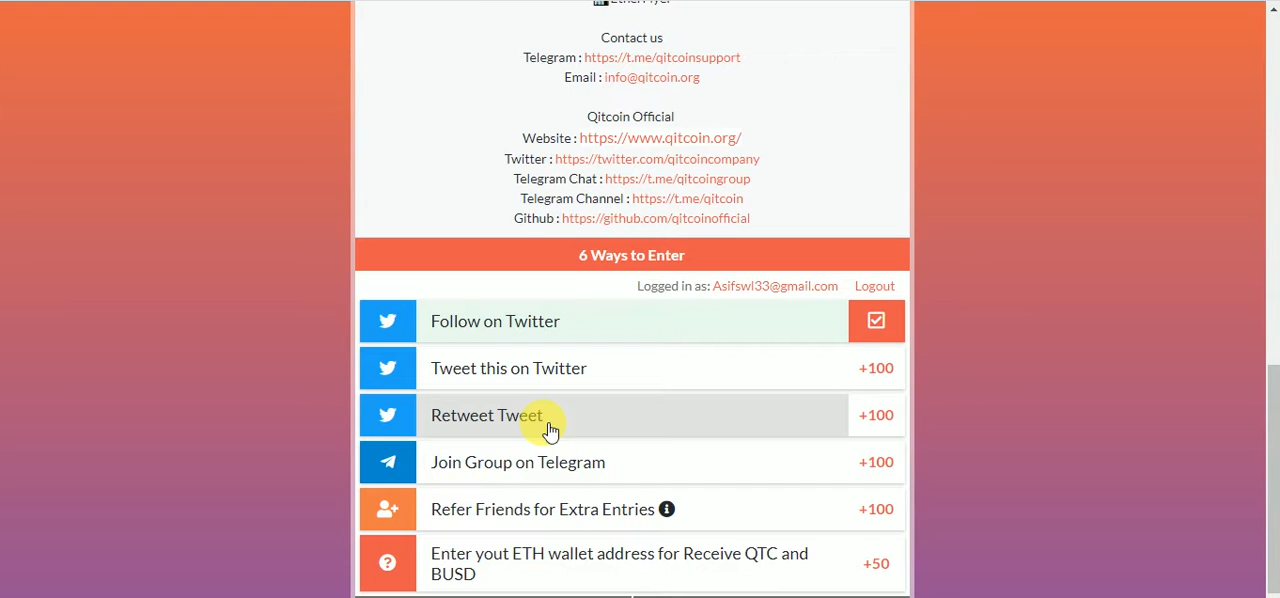 Contact us
Telegram : https://t.me/qitcoinsupport
Email : info@qitcoin.org
Qitcoin Official
Website : https://www.qitcoin.org/
Twitter : https://twitter.com/qitcoincompany
Telegram Chat : https://t.me/qitcoingroup
Telegram Channel : https://t.me/qitcoin
Github : https://github.com/qitcoinofficial
6 Ways to Enter
Logged in as: Asifswl33@gmail.com Logout
Follow on Twitter
Tweet this on Twitter +100
Retweet Tweet +100
Join Group on Telegram +100
Refer Friends for Extra Entries +100
Enter yout ETH wallet address for Receive QTC and
BUSD +50